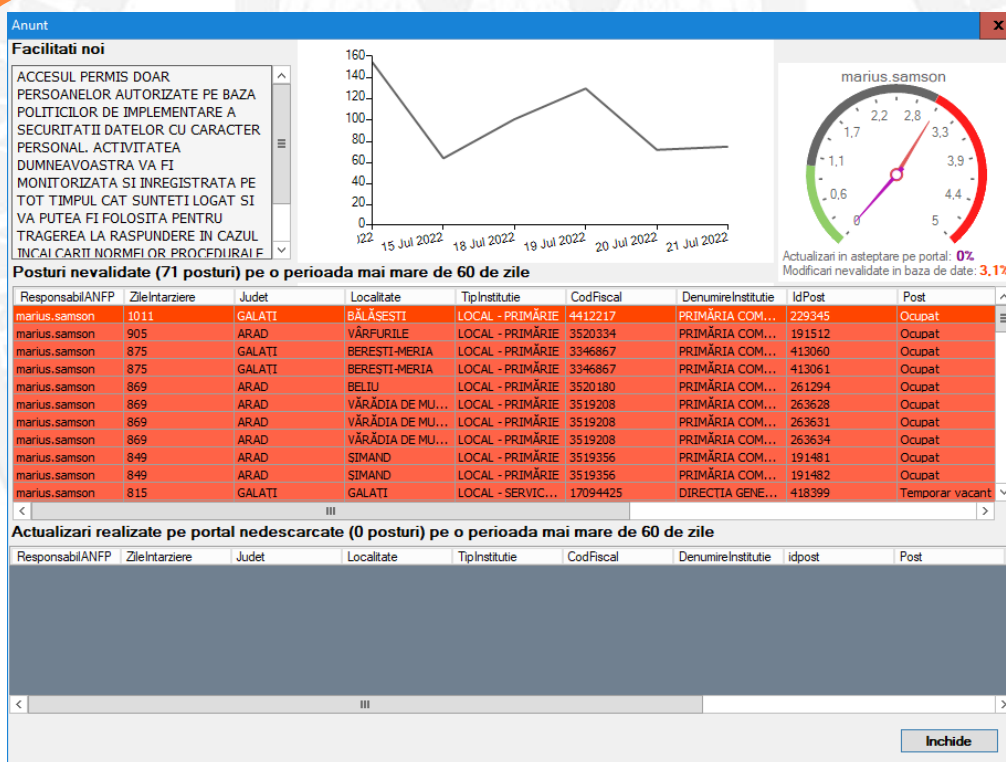 Anunt
x
Facilitati noi
ACCESUL PERMIS DOAR
PERSOANELOR AUTORIZATE PE BAZA
POLITICILOR DE IMPLEMENTARE A
SECURITATII DATELOR CU CARACTER
PERSONAL. ACTIVITATEA
DUMNEAVOASTRA VA FI
MONITORIZATA SI INREGISTRATA PE
TOT TIMPUL CAT SUNTETI LOGAT SI
VA PUTEA FI FOLOSITA PENTRU
TRAGEREA LA RASPUNDERE IN CAZUL
INCALCARII NORMELOR PROCEDURALE
160
140
120
100
80
60
40
20
0
15 Jul 2022 18 Jul 2022 19 Jul 2022 20 Jul 2022 21 Jul 2022
marius.samson
0 0,6 1,1 1,7 2,2 2,8 3,3 3,9 4,4 5
Actualizari in asteptare pe portal: 0%
Modificari nevalidate in baza de date: 3,1%
Posturi nevalidate (71 posturi) pe o perioada mai mare de 60 de zile
ResponsabilANFP ZileIntarziere Judet Localitate TipInstitutie CodFiscal DenumireInstitutie IdPost Post
marius.samson 1011 GALAȚI BĂLĂȘEȘTI LOCAL - PRIMĂRIE 4412217 PRIMĂRIA COM... 229345 Ocupat
marius.samson 905 ARAD VÂRFURILE LOCAL - PRIMĂRIE 3520334 PRIMĂRIA COM... 191512 Ocupat
marius.samson 875 GALAȚI BEREȘTI-MERIA LOCAL - PRIMĂRIE 3346867 PRIMĂRIA COM... 413060 Ocupat
marius.samson 875 GALAȚI BEREȘTI-MERIA LOCAL - PRIMĂRIE 3346867 PRIMĂRIA COM... 413061 Ocupat
marius.samson 869 ARAD BELIU LOCAL - PRIMĂRIE 3520180 PRIMĂRIA COM... 261294 Ocupat
marius.samson 869 ARAD VĂRĂDIA DE MU... LOCAL - PRIMĂRIE 3519208 PRIMĂRIA COM... 263628 Ocupat
marius.samson 869 ARAD VĂRĂDIA DE MU... LOCAL - PRIMĂRIE 3519208 PRIMĂRIA COM... 263631 Ocupat
marius.samson 869 ARAD VĂRĂDIA DE MU... LOCAL - PRIMĂRIE 3519208 PRIMĂRIA COM... 263634 Ocupat
marius.samson 849 ARAD ȘIMAND LOCAL - PRIMĂRIE 3519356 PRIMĂRIA COM... 191481 Ocupat
marius.samson 849 ARAD ȘIMAND LOCAL - PRIMĂRIE 3519356 PRIMĂRIA COM... 191482 Ocupat
marius.samson 815 GALAȚI GALAȚI LOCAL - SERVIC... 17094425 DIRECȚIA GENE... 418399 Temporar vacant
Actualizari realizate pe portal nedescarcate (0 posturi) pe o perioada mai mare de 60 de zile
ResponsabilANFP ZileIntarziere Judet Localitate TipInstitutie CodFiscal DenumireInstitutie idpost Post
Inchide